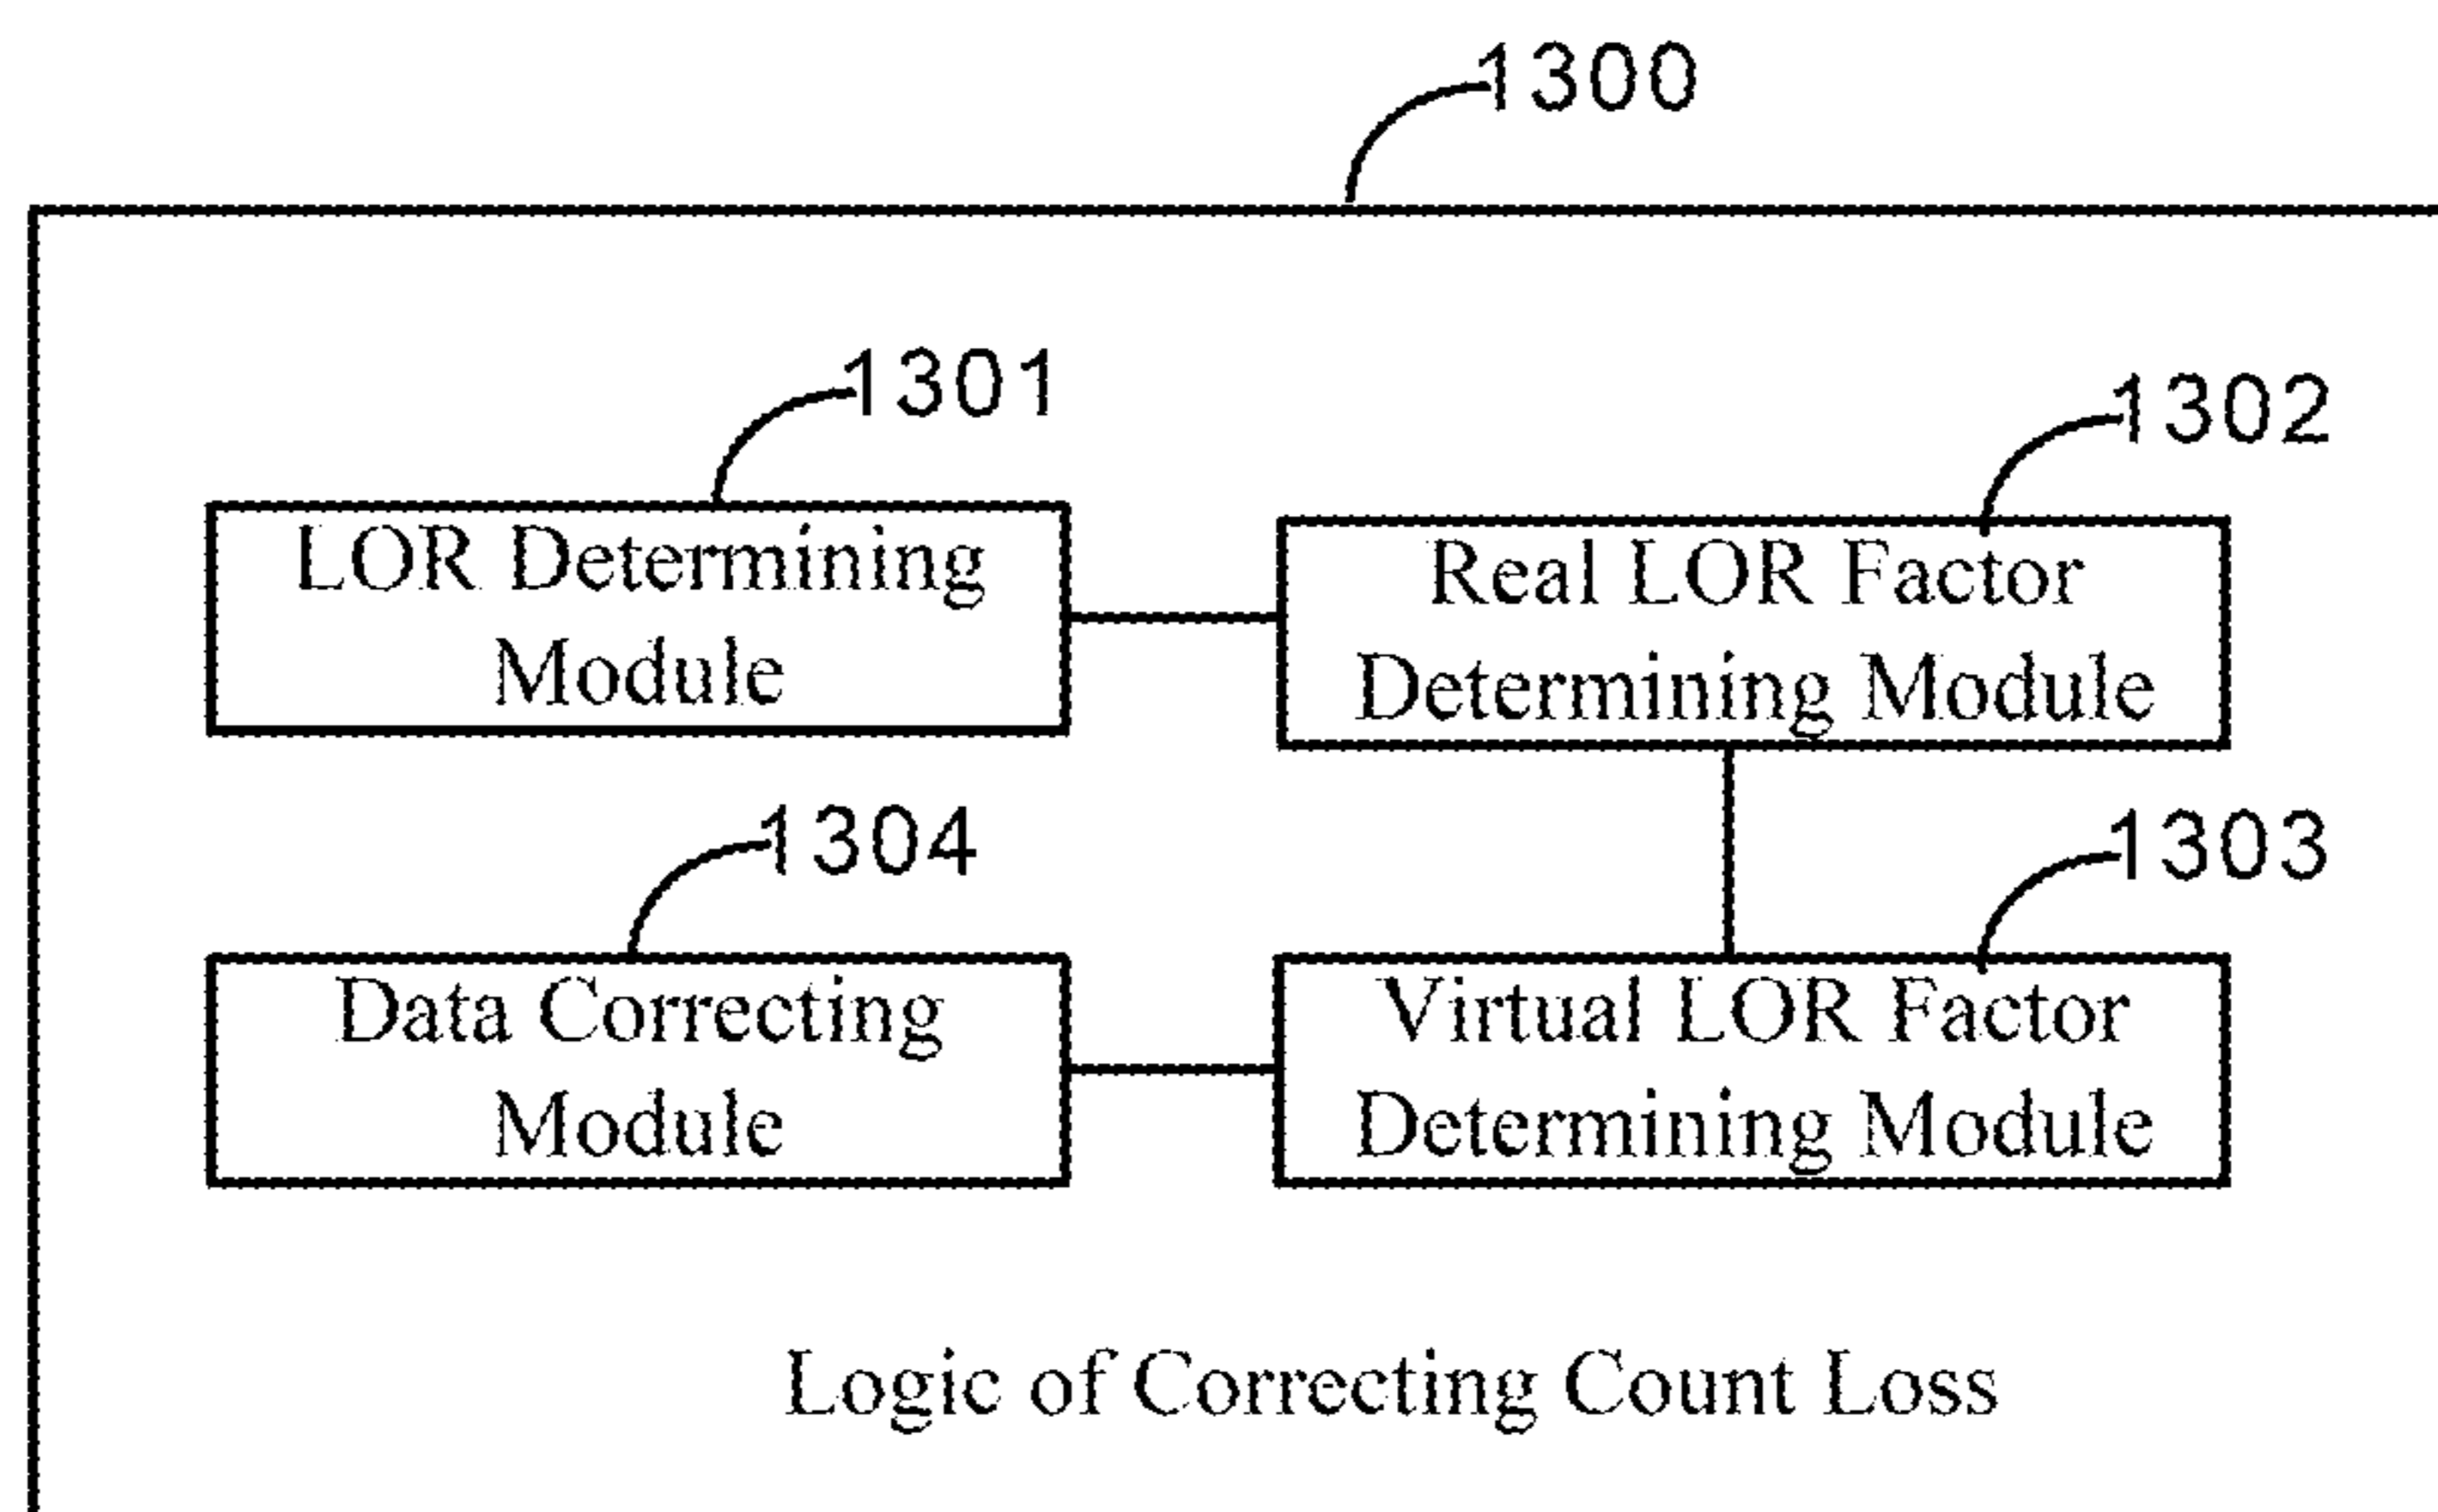 1300
1301
1302
LOR Determining
Module
Real LOR Factor
Determining Module
1304
1303
Data Correcting
Module
Virtual LOR Factor
Determining Module
Logic of Correcting Count Loss